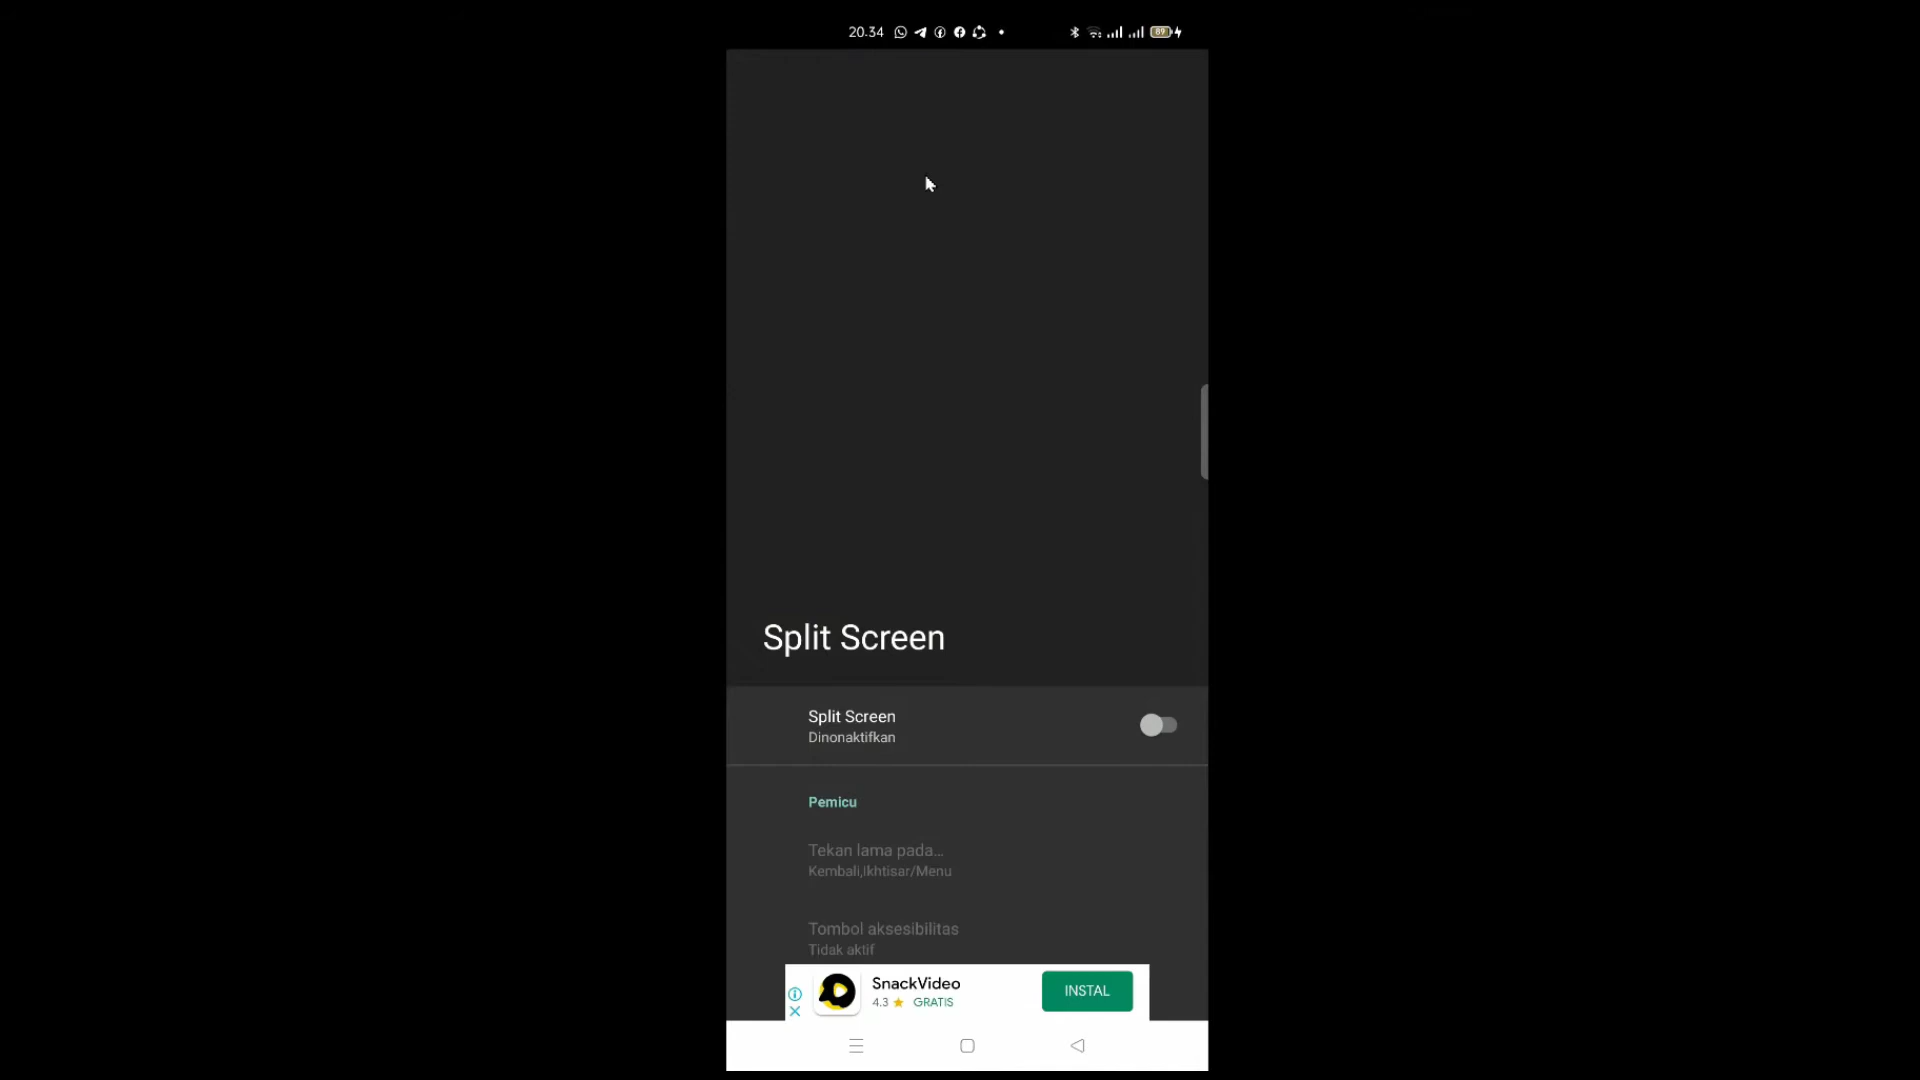 20.34
89
Split Screen
Split Screen
Dinonaktifkan
Pemicu
Tekan lama pada…
Kembali,Ikhtisar/Menu
Tombol aksesibilitas
Tidak aktif
SnackVideo
4.3 ★ GRATIS
INSTAL